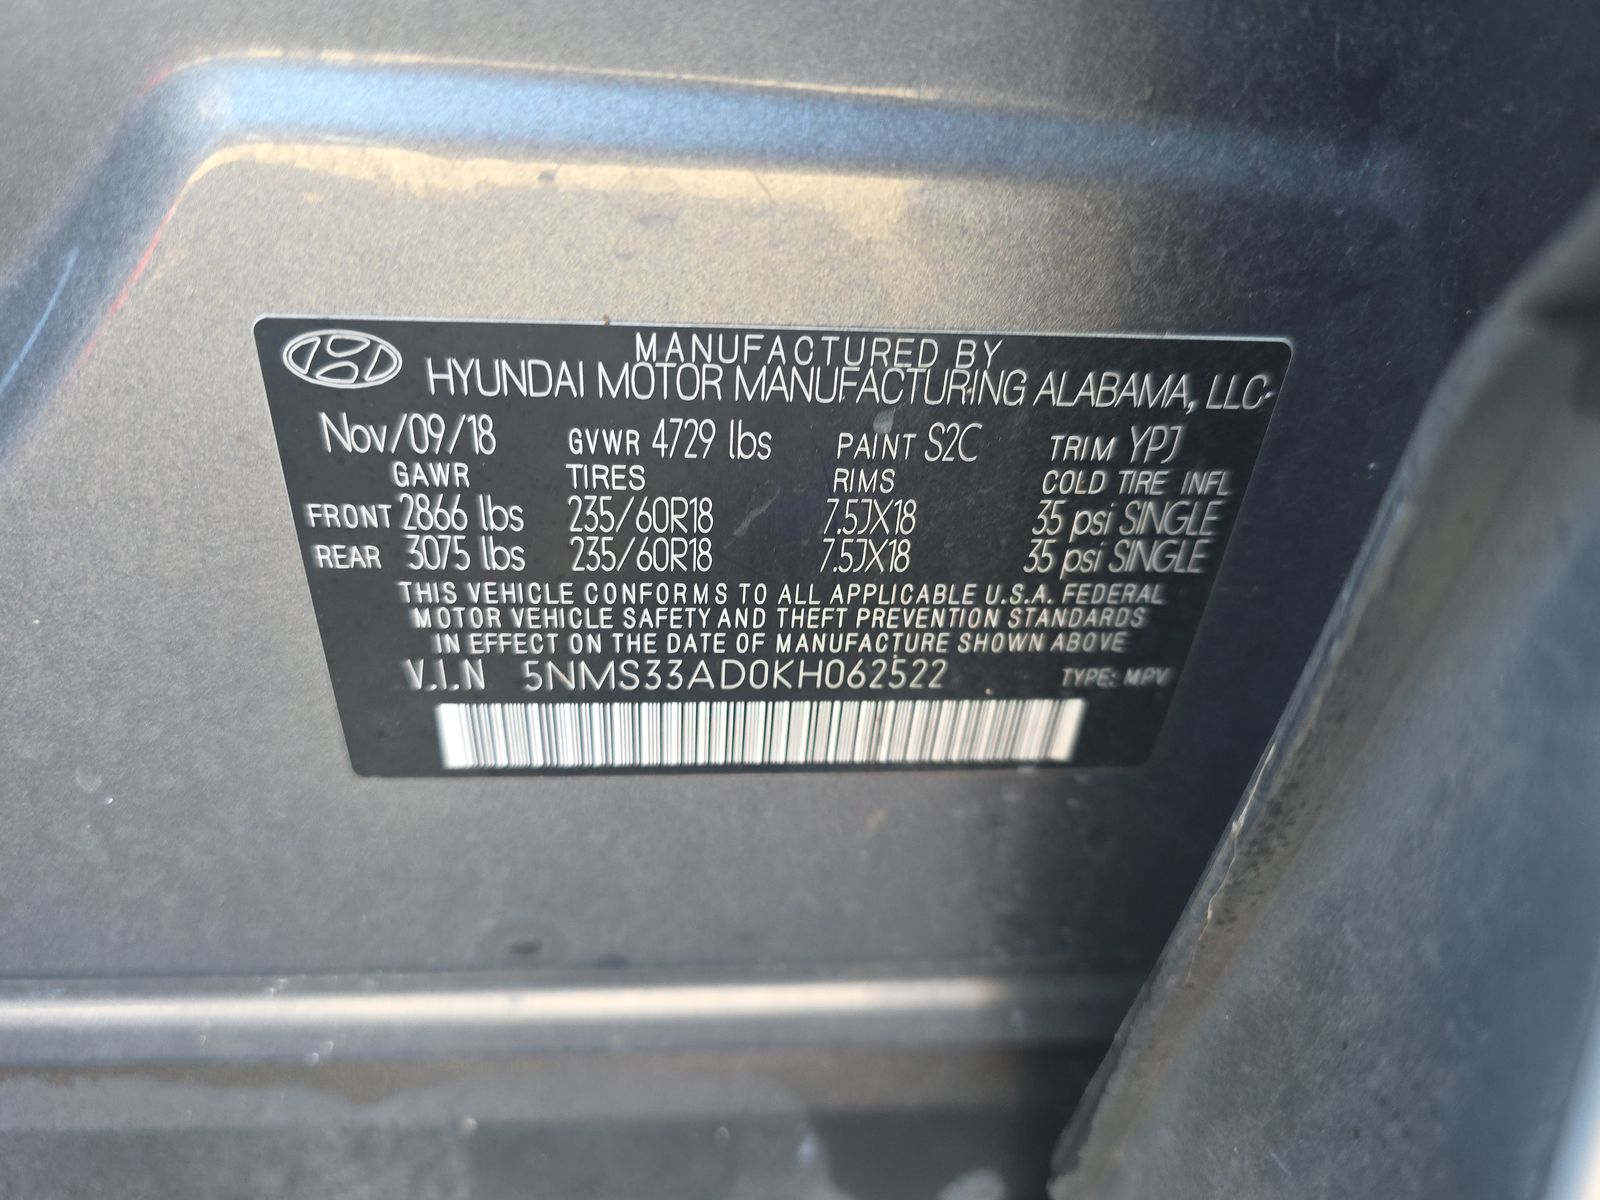 MANUFACTURED BY
HYUNDAI MOTOR MANUFACTURING ALABAMA, LLC
Nov/09/18 GVWR 4729 lbs PAINT S2C TRIM YPJ
GAWR TIRES RIMS COLD TIRE INFL
FRONT 2866 lbs 235/60R18 7.5JX18 35 psi SINGLE
REAR 3075 lbs 235/60R18 7.5JX18 35 psi SINGLE
THIS VEHICLE CONFORMS TO ALL APPLICABLE U.S.A. FEDERAL
MOTOR VEHICLE SAFETY AND THEFT PREVENTION STANDARDS
IN EFFECT ON THE DATE OF MANUFACTURE SHOWN ABOVE
V.I.N 5NMS33AD0KH062522 TYPE: MPV